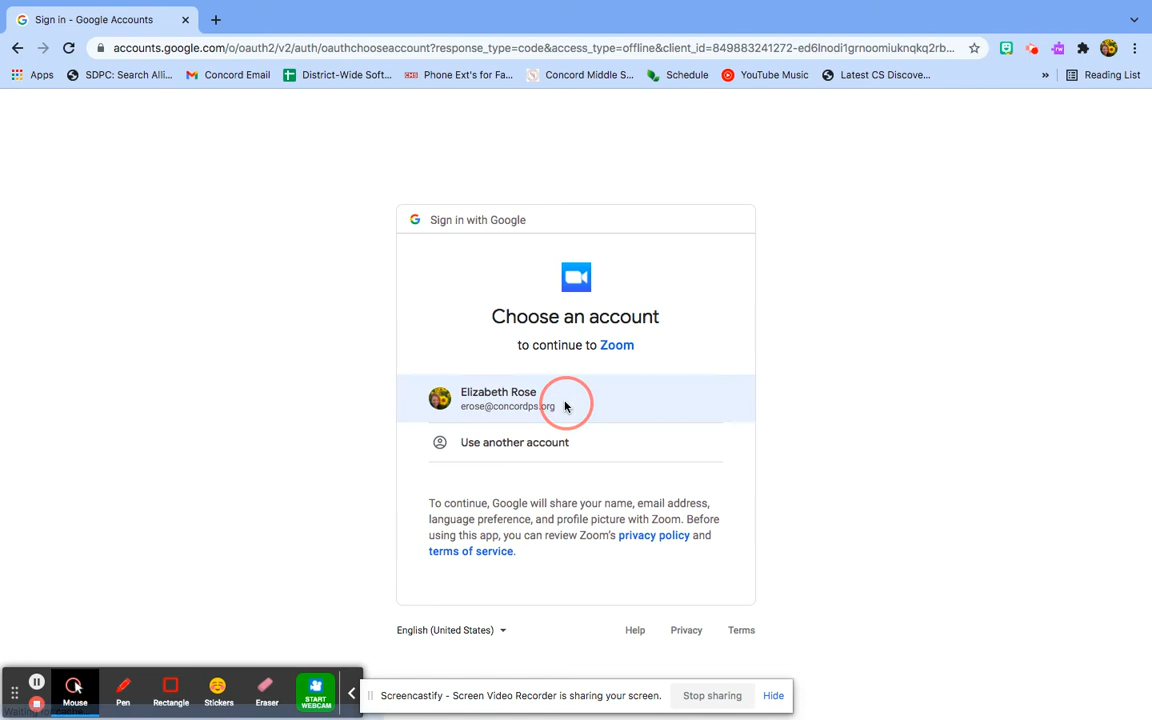 Sign in - Google Accounts
accounts.google.com/o/oauth2/v2/auth/oauthchooseaccount?response_type=code&access_type=offline&client_id=849883241272-ed6lnodi1grnoomiuknqkq2rb...
Apps SDPC: Search Alli... Concord Email District-Wide Soft... Phone Ext's for Fa... Concord Middle S... Schedule YouTube Music Latest CS Discove... » Reading List
Sign in with Google
Choose an account
to continue to Zoom
Elizabeth Rose
erose@concordps.org
Use another account
To continue, Google will share your name, email address,
language preference, and profile picture with Zoom. Before
using this app, you can review Zoom's privacy policy and
terms of service.
English (United States) Help Privacy Terms
Mouse Pen Rectangle Stickers Eraser START WEBCAM
Screencastify - Screen Video Recorder is sharing your screen. Stop sharing Hide